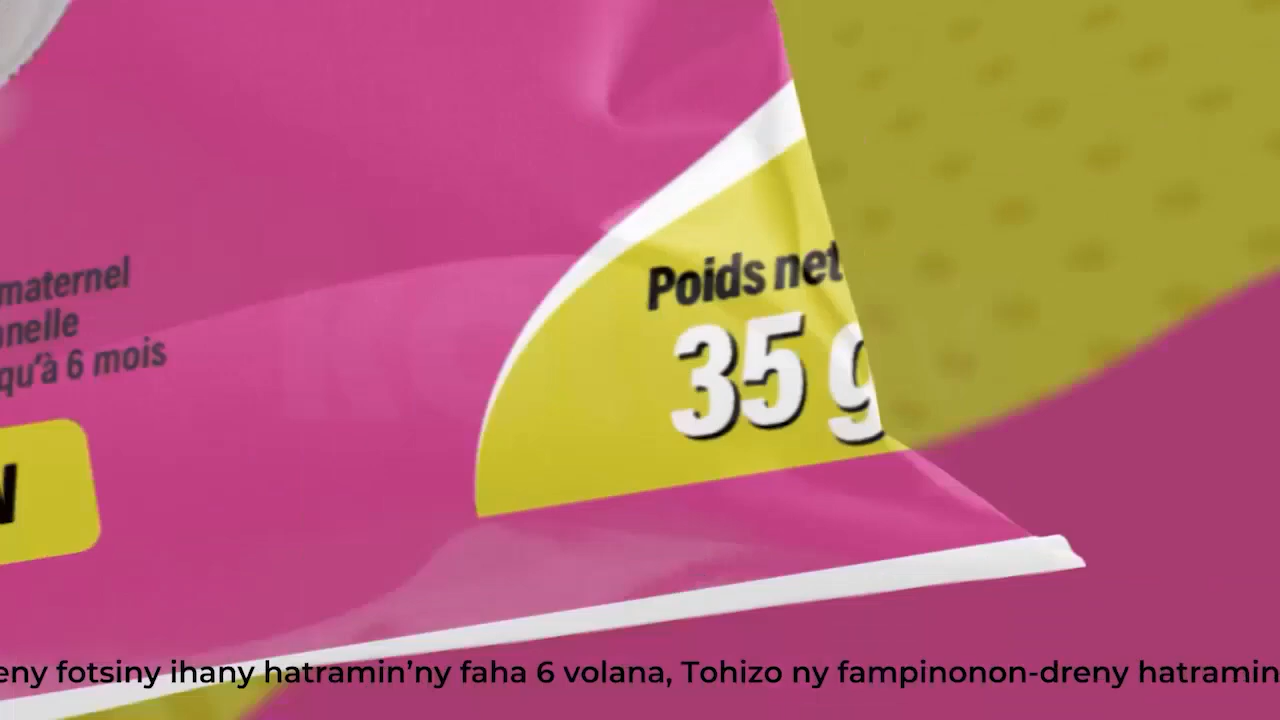 maternel
nelle
qu'à 6 mois
Poids net
35 g
fotsiny ihany hatramin'ny faha 6 volana, Tohizo ny fampinonon-dreny hatramin